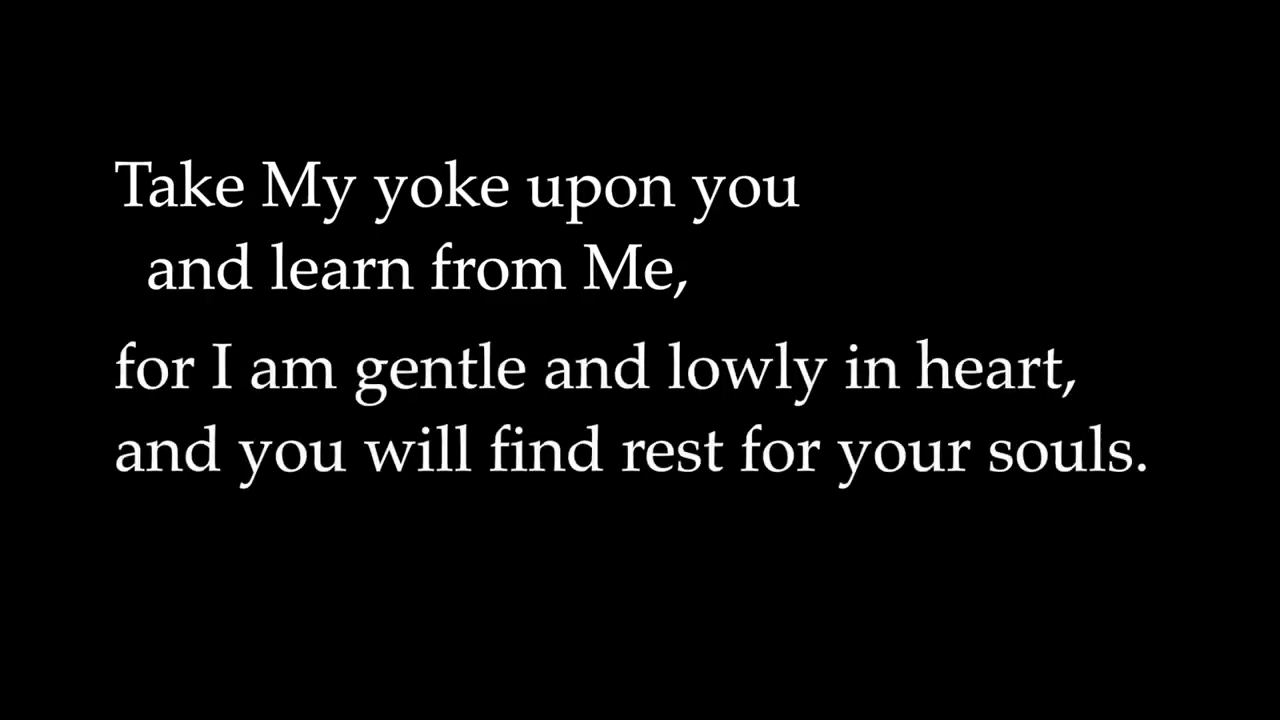 Take My yoke upon you
and learn from Me,
for I am gentle and lowly in heart,
and you will find rest for your souls.